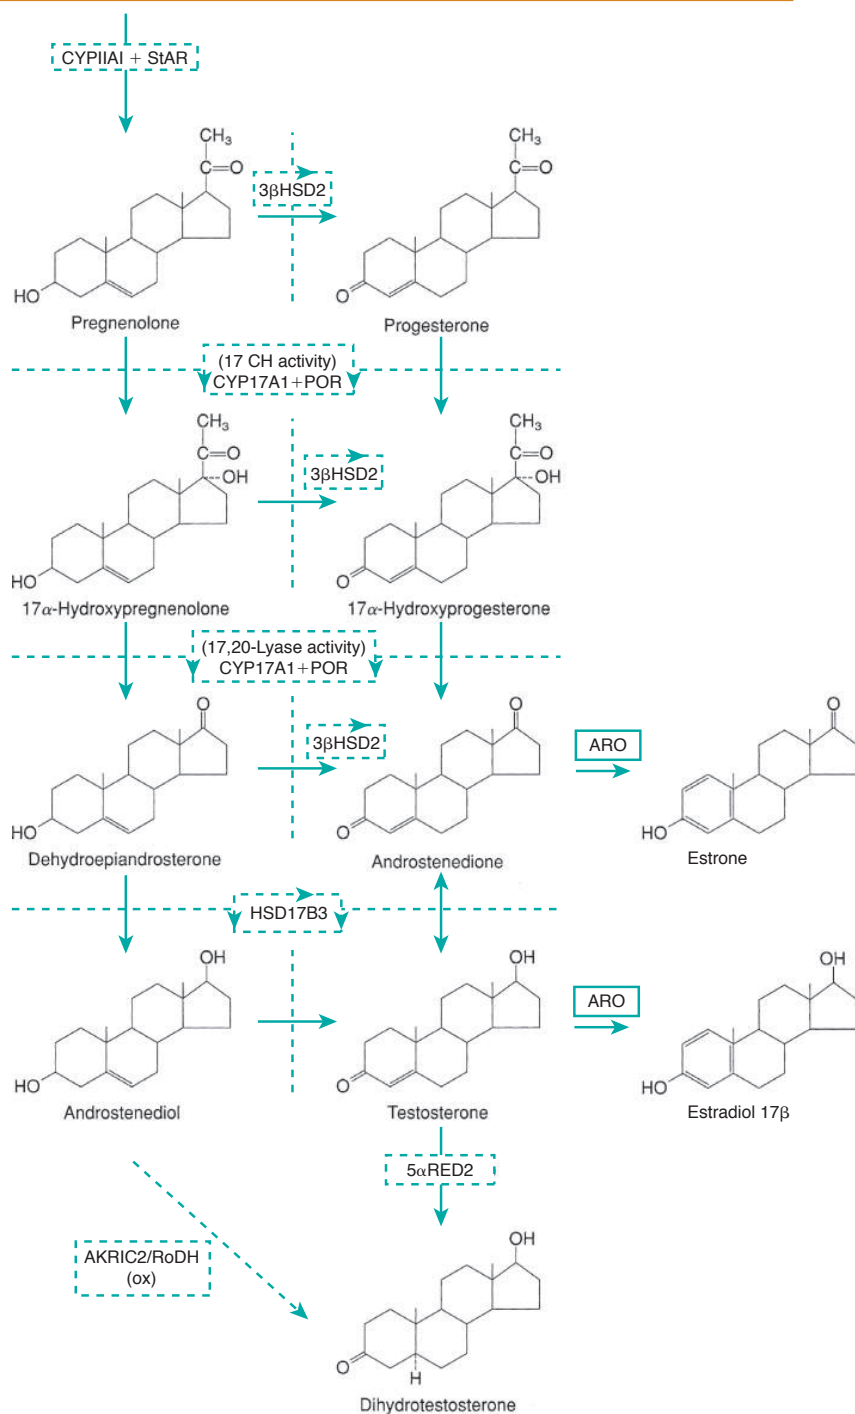 CYPIIAI + StAR
CH3
C=O
3βHSD2
HO
Pregnenolone
CH3
C=O
O
Progesterone
(17 CH activity)
CYP17A1+POR
CH3
C=O
OH
3βHSD2
HO
17α-Hydroxypregnenolone
CH3
C=O
OH
O
17α-Hydroxyprogesterone
(17,20-Lyase activity)
CYP17A1+POR
O
3βHSD2
HO
Dehydroepiandrosterone
O
O
Androstenedione
ARO
O
HO
Estrone
HSD17B3
OH
HO
Androstenediol
OH
O
Testosterone
ARO
OH
HO
Estradiol 17β
5αRED2
AKRIC2/RoDH
(ox)
OH
O
H
Dihydrotestosterone